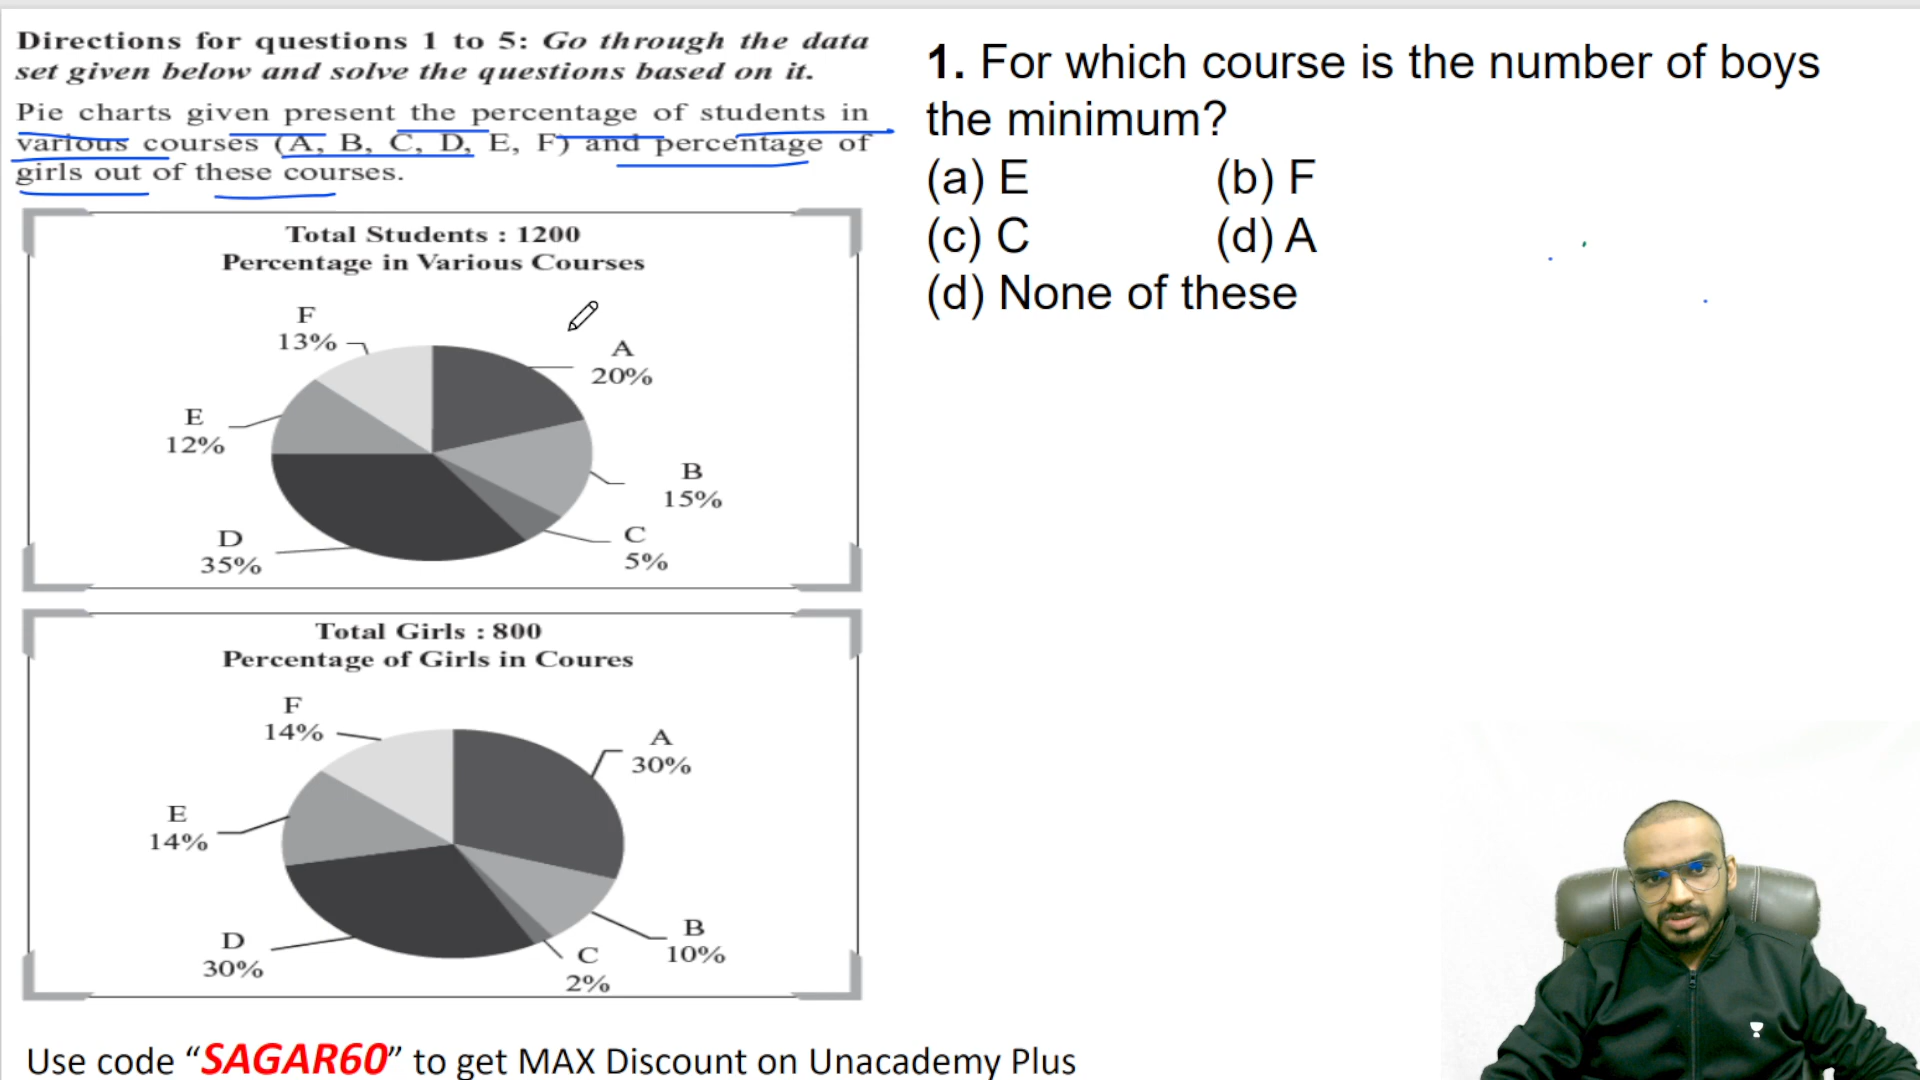 Directions for questions 1 to 5: Go through the data
set given below and solve the questions based on it.
Pie charts given present the percentage of students in
various courses (A, B, C, D, E, F) and percentage of
girls out of these courses.
Total Students : 1200
Percentage in Various Courses
F
13%
A
20%
E
12%
B
15%
D
35%
C
5%
Total Girls : 800
Percentage of Girls in Coures
F
14%
A
30%
E
14%
B
10%
D
30%
C
2%
Use code “SAGAR60” to get MAX Discount on Unacademy Plus
1. For which course is the number of boys
the minimum?
(a) E (b) F
(c) C (d) A
(d) None of these